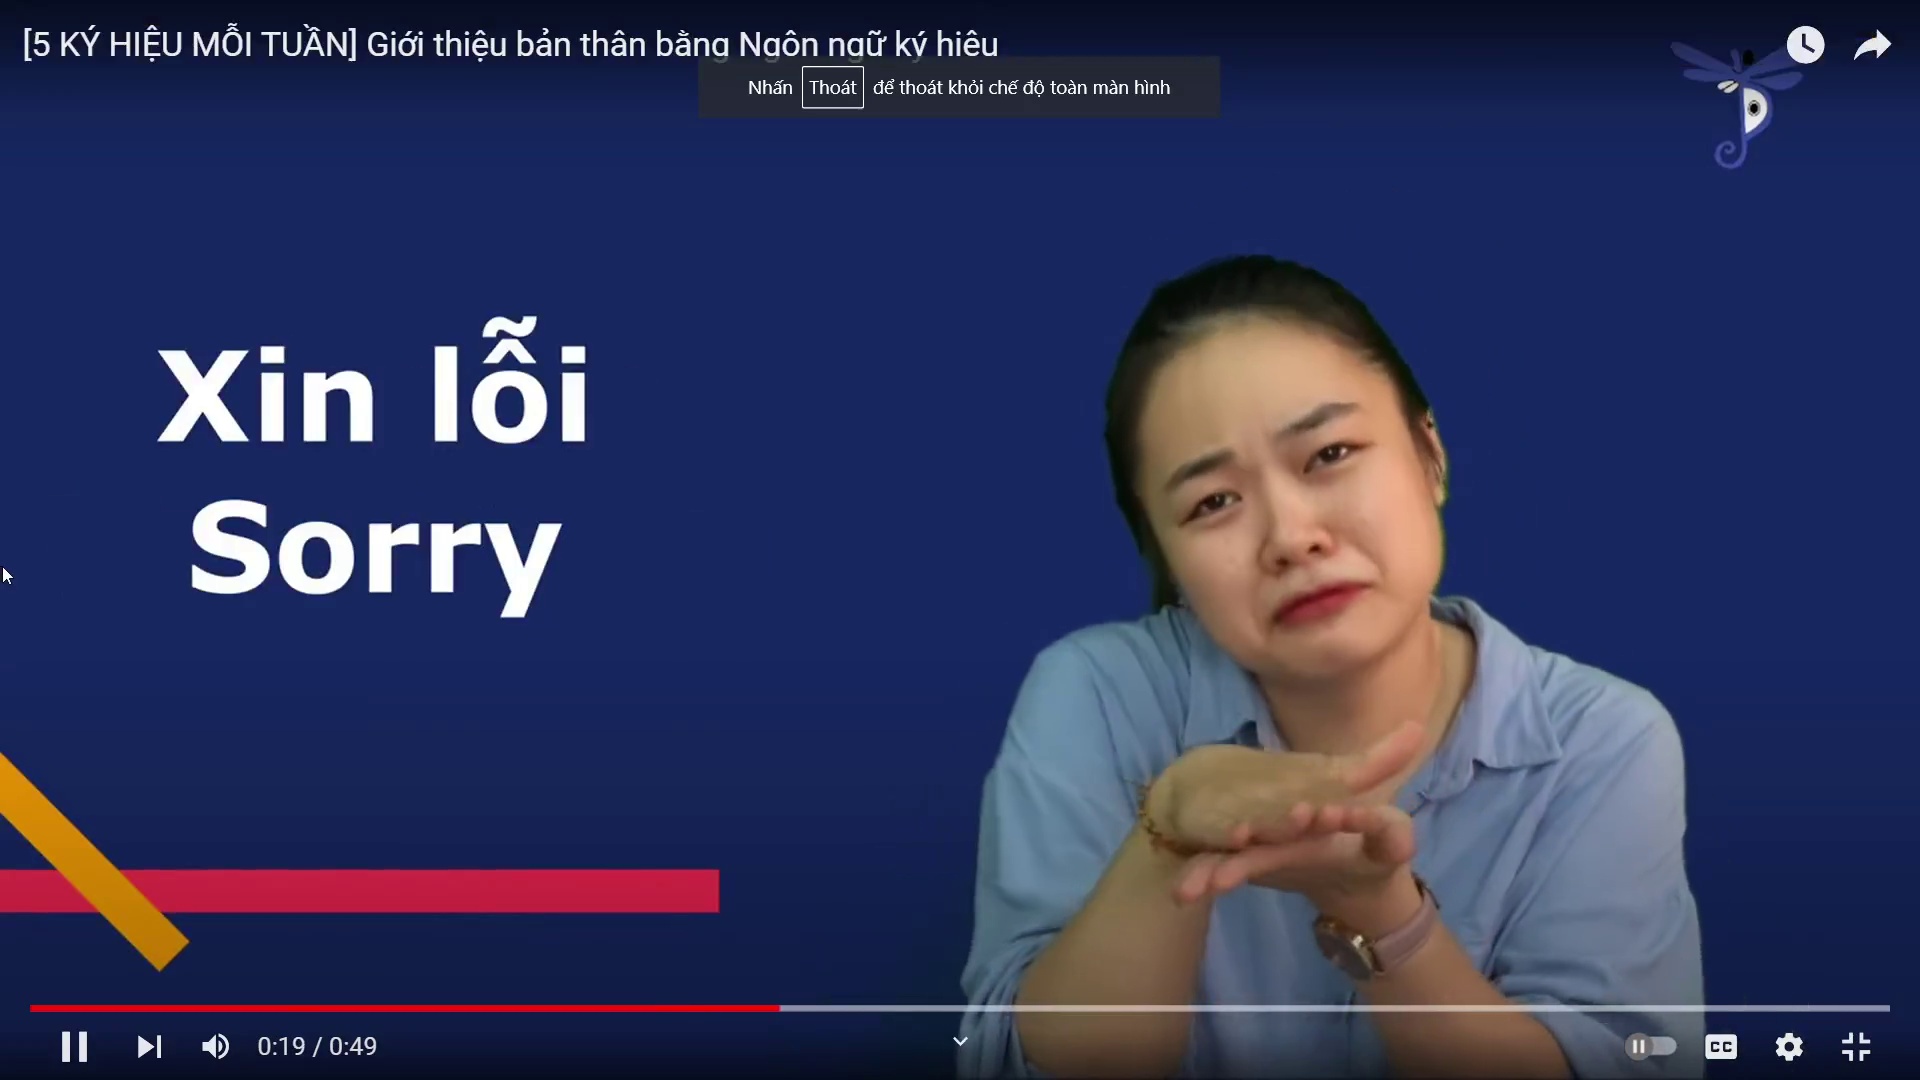 [5 KÝ HIỆU MỖI TUẦN] Giới thiệu bản thân bằng Ngôn ngữ ký hiệu
Nhấn Thoát để thoát khỏi chế độ toàn màn hình
Xin lỗi
Sorry
0:19 / 0:49
CC